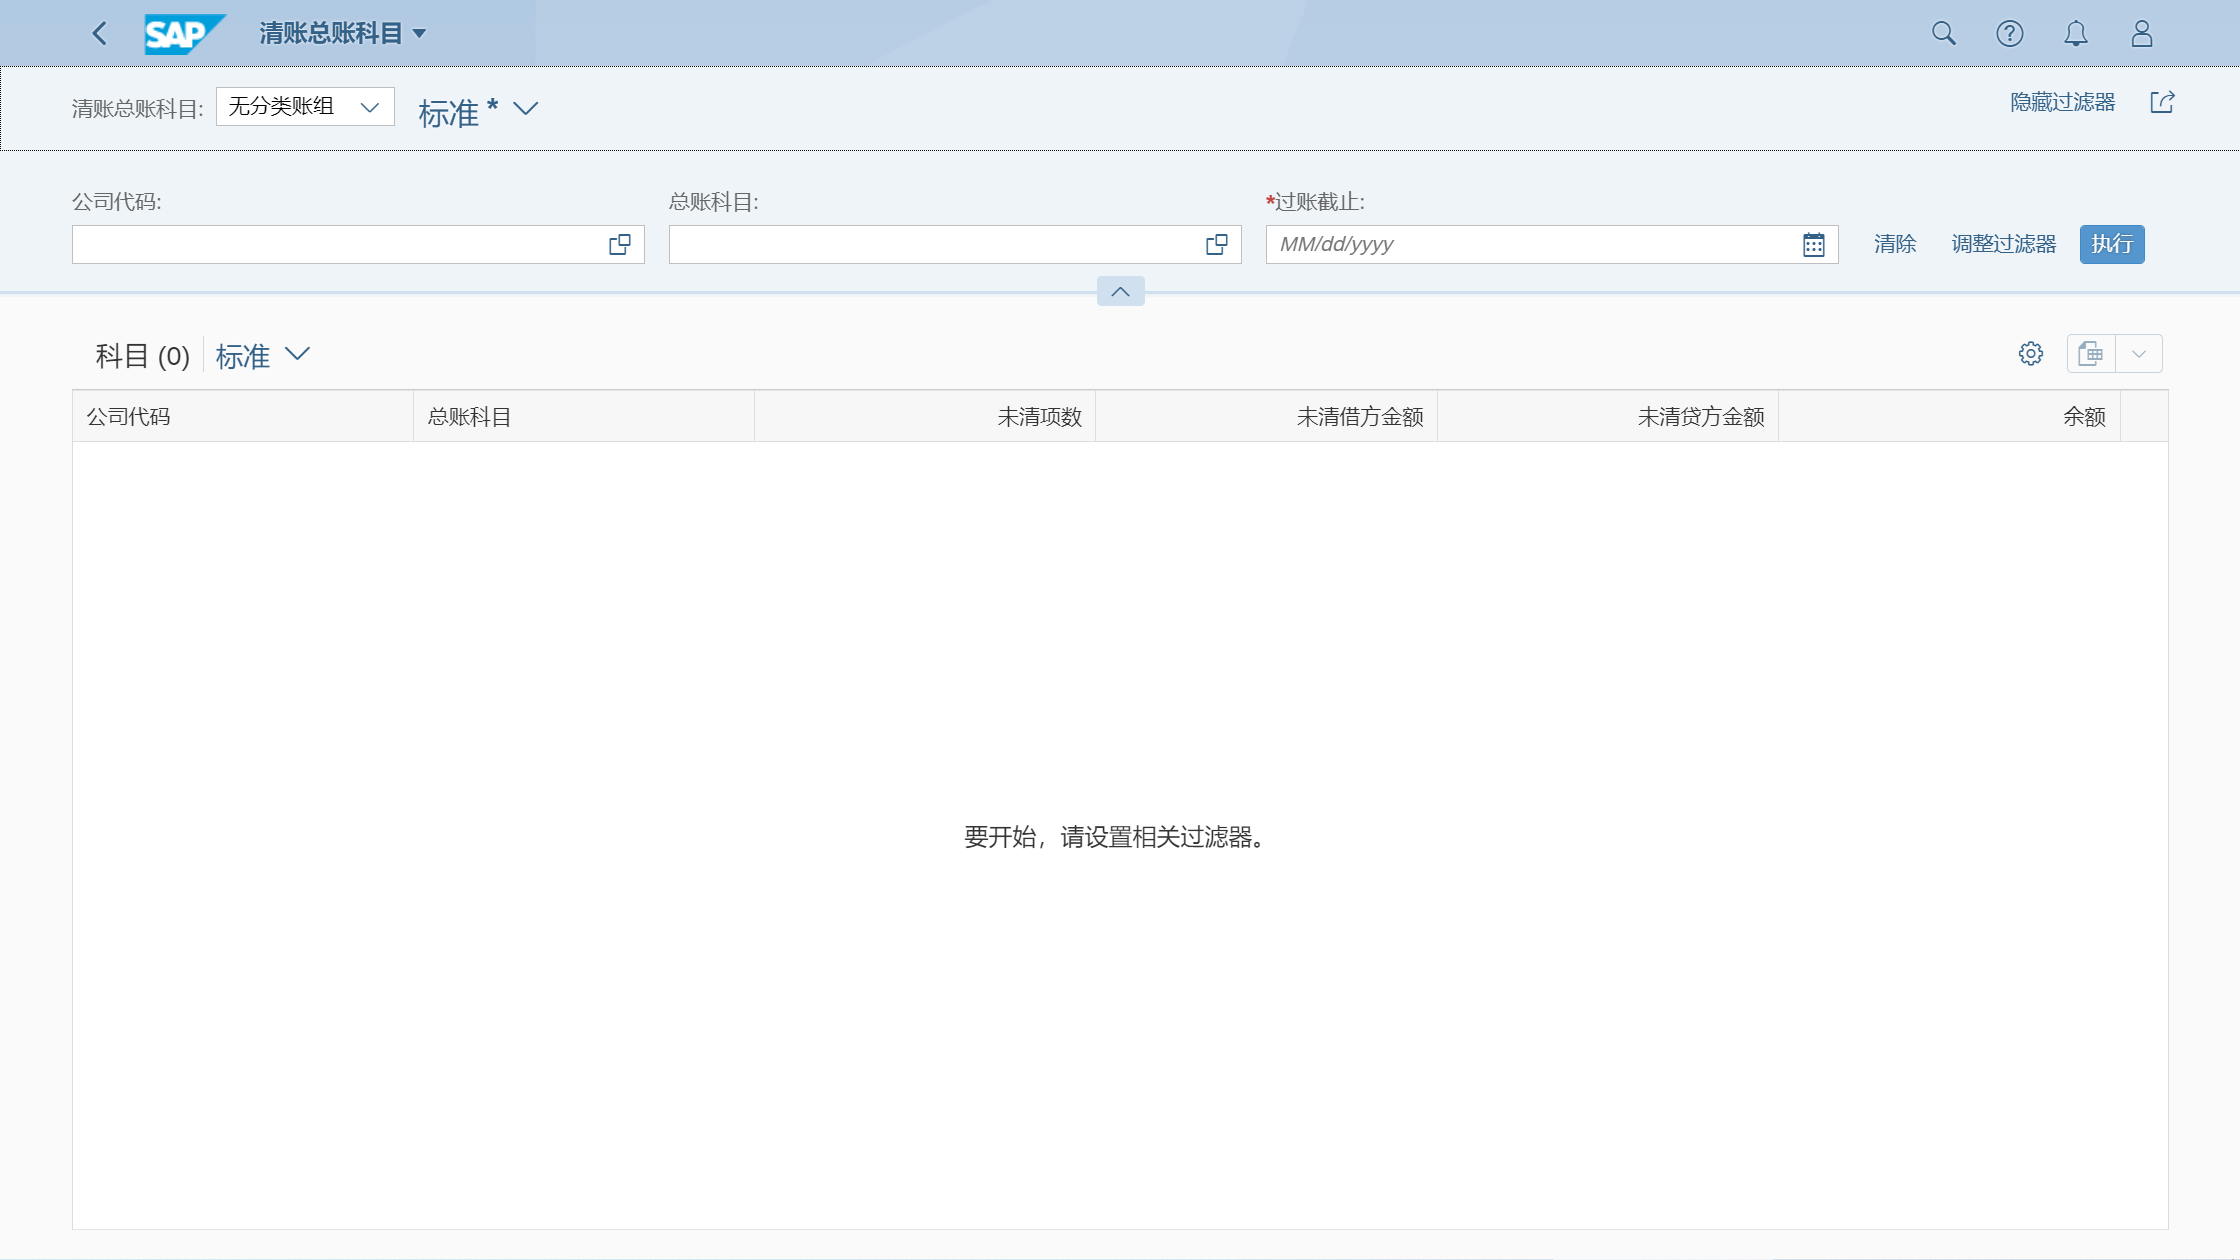 SAP 清账总账科目
清账总账科目: 无分类账组 标准 * 隐藏过滤器
公司代码: 总账科目: *过账截止:
MM/dd/yyyy 清除 调整过滤器 执行
科目 (0) 标准
公司代码 总账科目 未清项数 未清借方金额 未清贷方金额 余额
要开始，请设置相关过滤器。